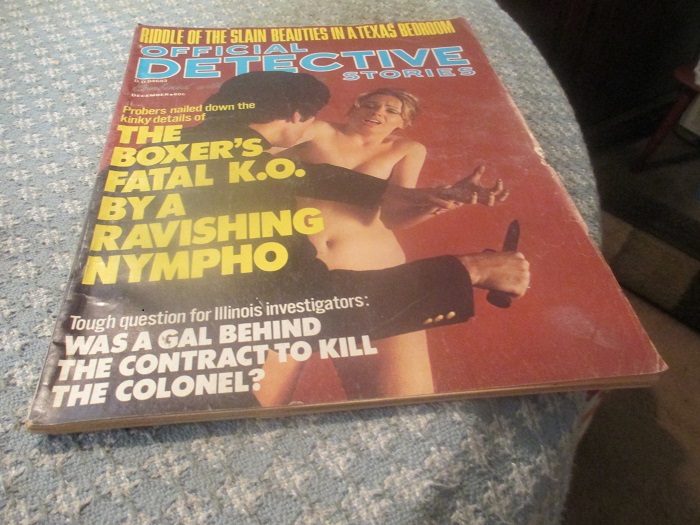 RIDDLE OF THE SLAIN BEAUTIES IN A TEXAS BEDROOM
OFFICIAL
DETECTIVE
STORIES
Probers nailed down the
kinky details of
THE
BOXER'S
FATAL K.O.
BY A
RAVISHING
NYMPHO
Tough question for Illinois investigators:
WAS A GAL BEHIND
THE CONTRACT TO KILL
THE COLONEL?